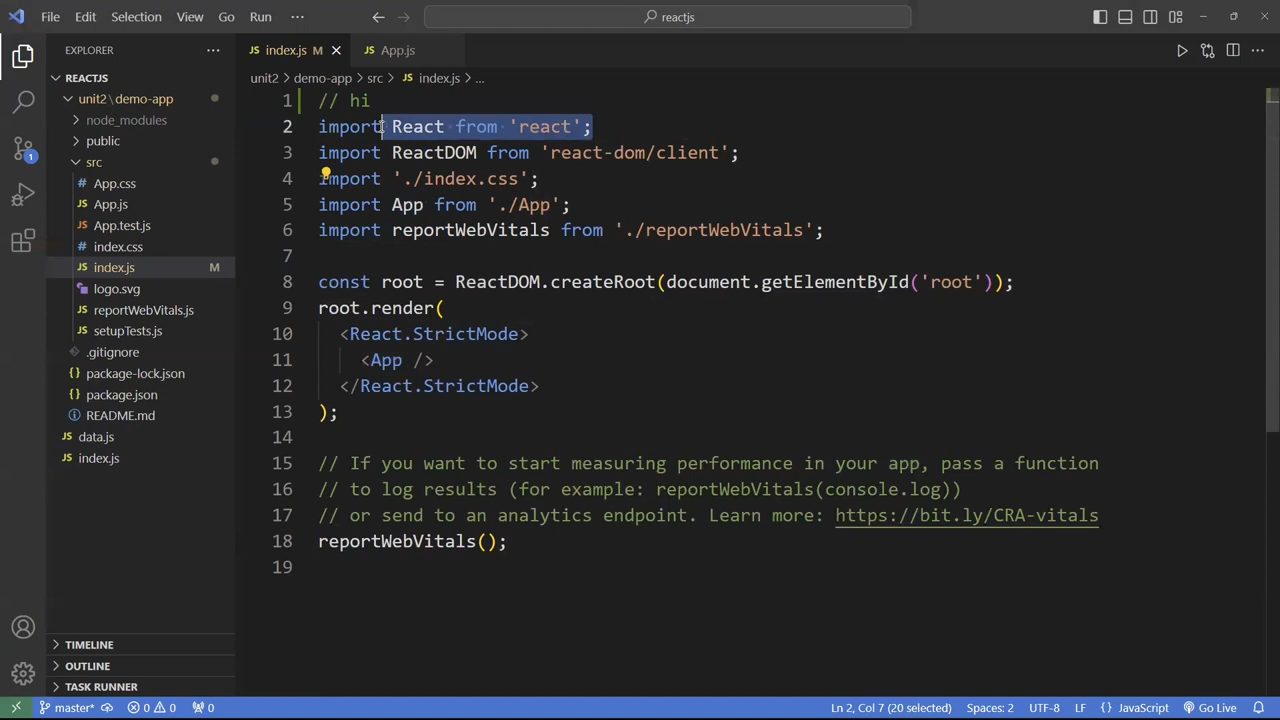 File Edit Selection View Go Run ··· reactjs
EXPLORER ···
index.js M App.js
REACTJS
unit2 > demo-app > src > index.js > ...
unit2\demo-app
node_modules
public
src
App.css
App.js
App.test.js
index.css
index.js M
logo.svg
reportWebVitals.js
setupTests.js
.gitignore
package-lock.json
package.json
README.md
data.js
index.js
TIMELINE
OUTLINE
TASK RUNNER
1 // hi
2 import React from 'react';
3 import ReactDOM from 'react-dom/client';
4 import './index.css';
5 import App from './App';
6 import reportWebVitals from './reportWebVitals';
7
8 const root = ReactDOM.createRoot(document.getElementById('root'));
9 root.render(
10 <React.StrictMode>
11 <App />
12 </React.StrictMode>
13 );
14
15 // If you want to start measuring performance in your app, pass a function
16 // to log results (for example: reportWebVitals(console.log))
17 // or send to an analytics endpoint. Learn more: https://bit.ly/CRA-vitals
18 reportWebVitals();
19
1
master* 0 0 0 Ln 2, Col 7 (20 selected) Spaces: 2 UTF-8 LF {} JavaScript Go Live